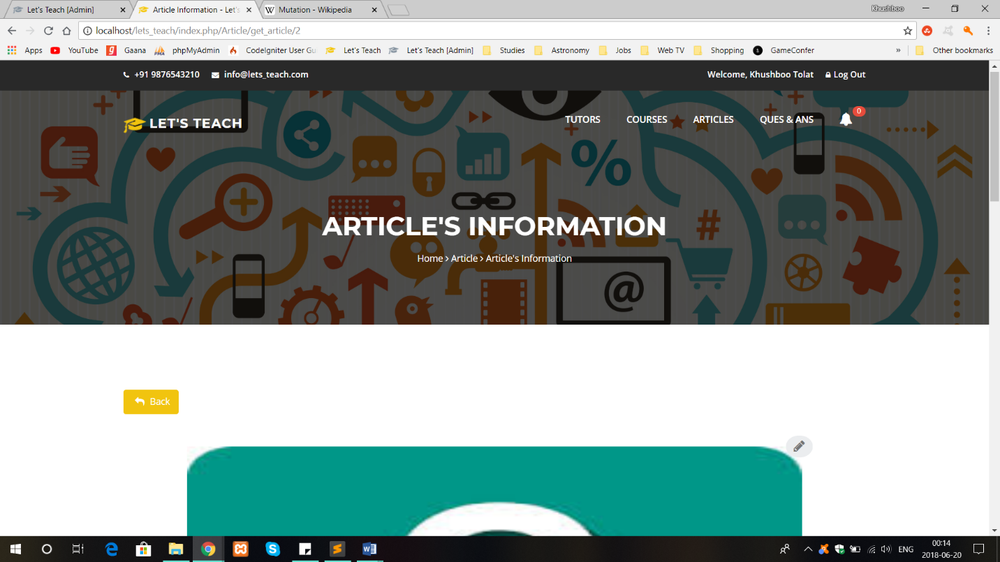 Let's Teach [Admin]
Article Information - Let's
Mutation - Wikipedia
Khushboo
localhost/lets_teach/index.php/Article/get_article/2
Apps YouTube Gaana phpMyAdmin CodeIgniter User Gu Let's Teach Let's Teach [Admin] Studies Astronomy Jobs Web TV Shopping GameConfer » Other bookmarks
+91 9876543210 info@lets_teach.com Welcome, Khushboo Tolat Log Out
LET'S TEACH TUTORS COURSES ARTICLES QUES & ANS 0
%
#
ARTICLE'S INFORMATION
Home › Article › Article's Information
@
Back
ENG
00:14
2018-06-20